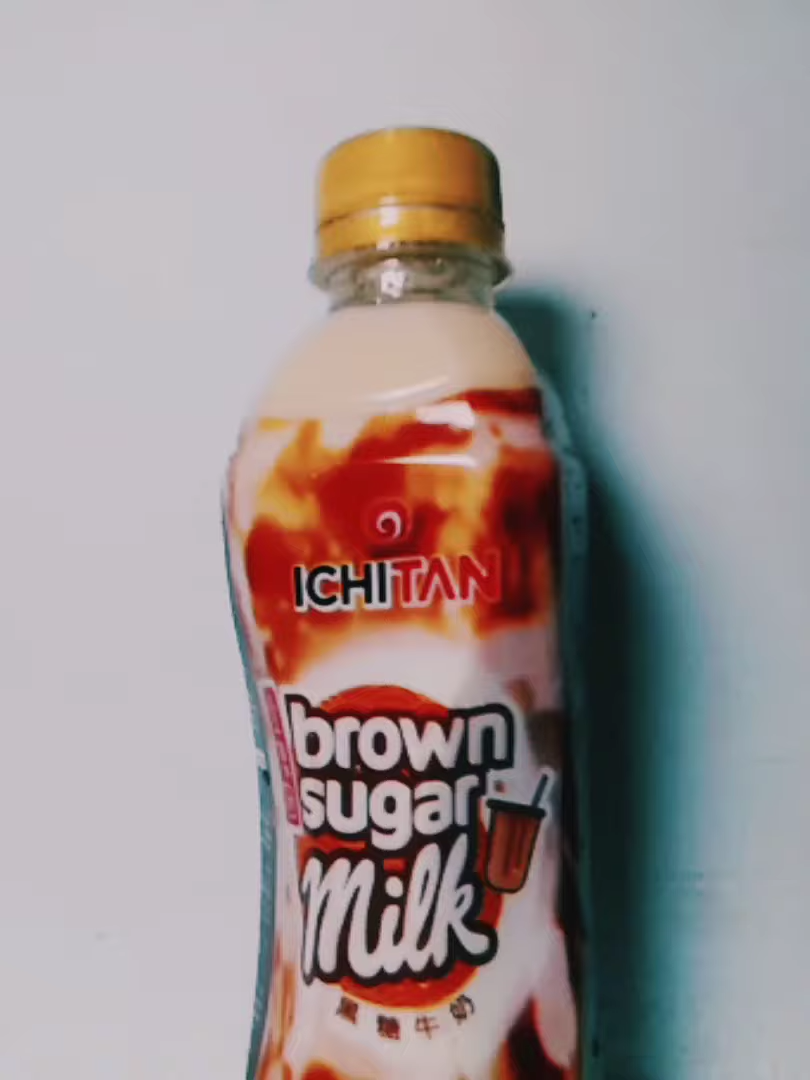 ICHITAN
brown
sugar
Milk
黑糖牛奶